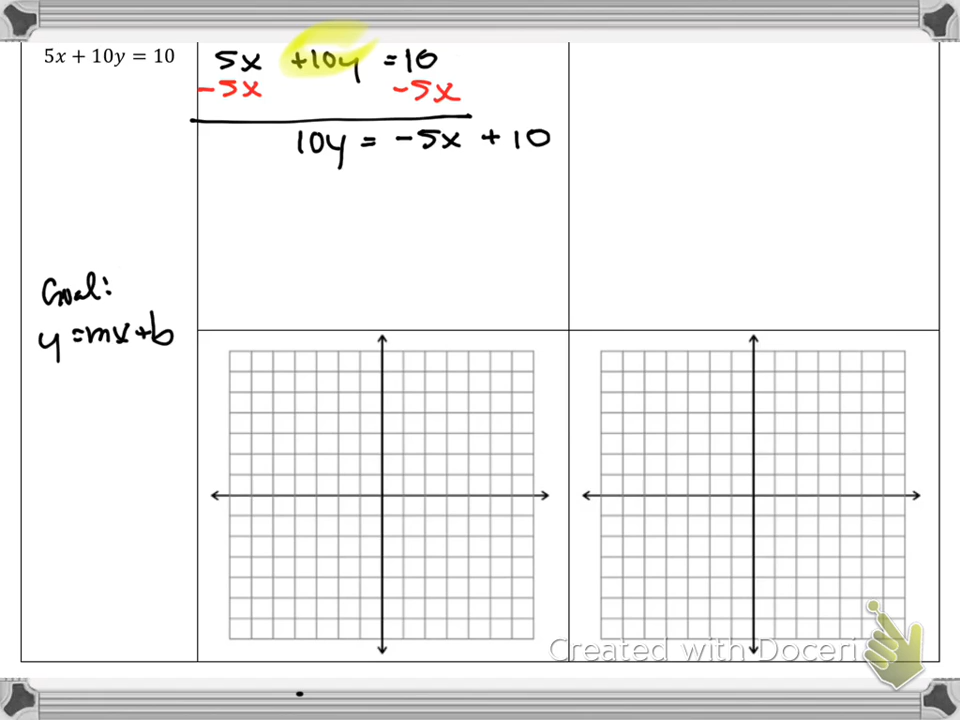 5x + 10y = 10
5x +10y = 10
-5x -5x
10y = -5x + 10
Goal:
y = mx+b
Created with Doceri